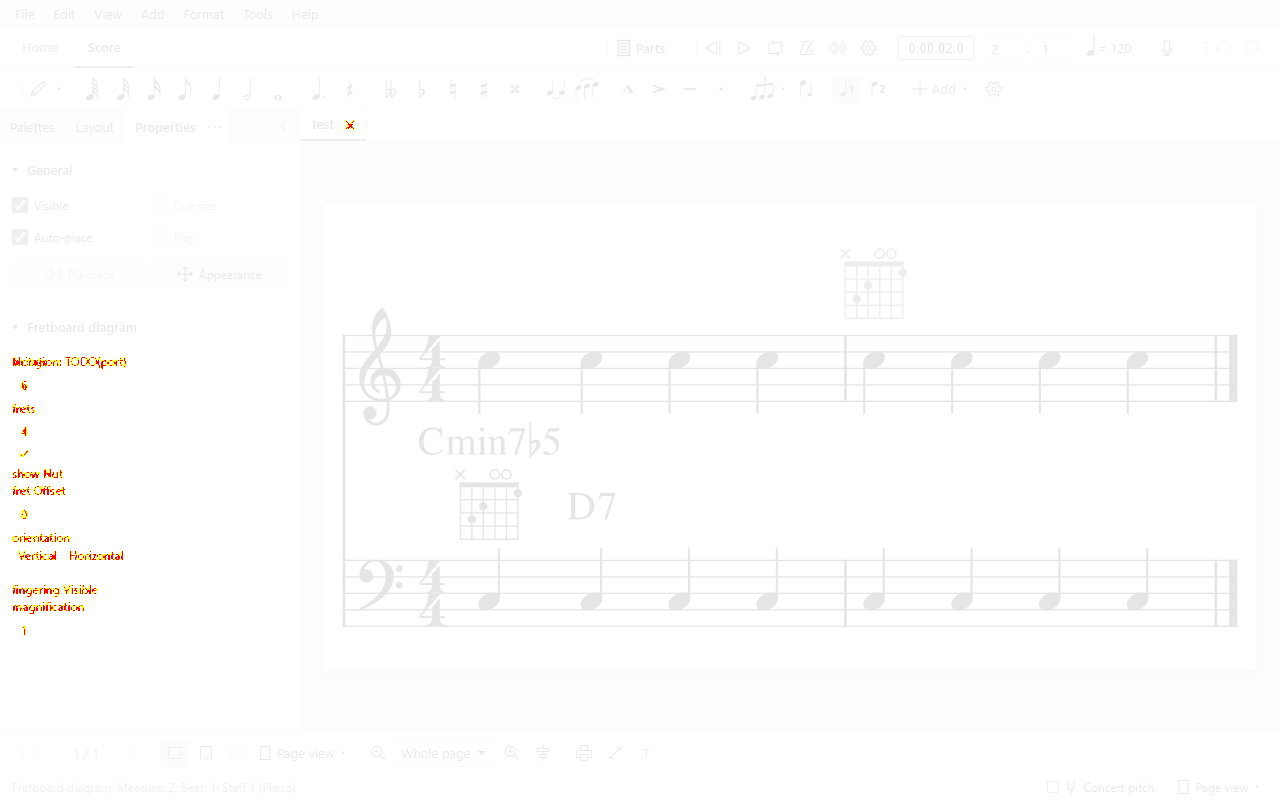 File Edit View Add Format Tools Help
Home Score Parts 0:00:02.0 2 1 = 120
Add
Palettes Layout Properties test
General
Visible Cue size
Auto-place Play
Playback Appearance
Fretboard diagram
TODO(port)
6
frets
4
show Nut
fret Offset
0
orientation
Vertical Horizontal
fingering Visible
magnification
1
Cmin7♭5
D7
1 / 1 Page view Whole page ?
Fretboard diagram; Measure: 2; Beat: 1; Staff 1 (Piano) Concert pitch Page view